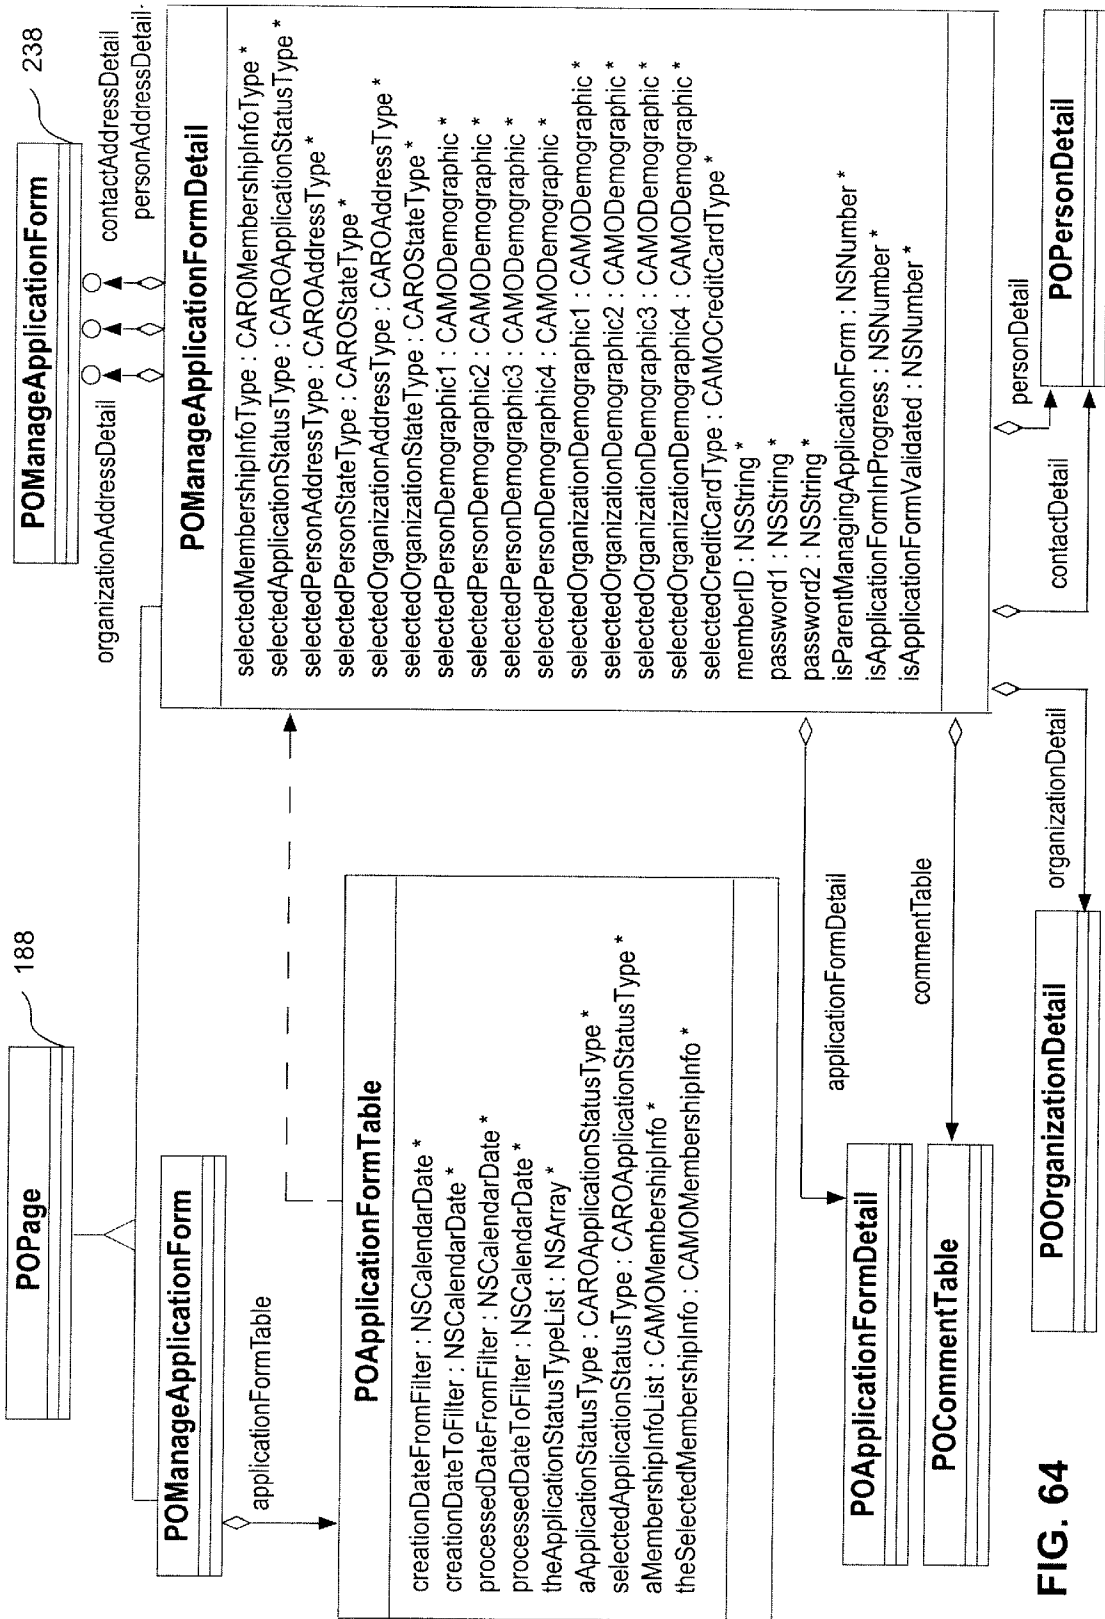 POPage
188
POManageApplicationForm
238
POManageApplicationForm
applicationFormTable
organizationAddressDetail
contactAddressDetail
personAddressDetail
POApplicationFormTable
creationDateFromFilter : NSCalendarDate *
creationDateToFilter : NSCalendarDate *
processedDateFromFilter : NSCalendarDate *
processedDateToFilter : NSCalendarDate *
theApplicationStatusTypeList : NSArray *
aApplicationStatusType : CAROApplicationStatusType *
selectedApplicationStatusType : CAROApplicationStatusType *
aMembershipInfoList : CAMOMembershipInfo *
theSelectedMembershipInfo : CAMOMembershipInfo *
POManageApplicationFormDetail
selectedMembershipInfoType : CAROMembershipInfoType *
selectedApplicationStatusType : CAROApplicationStatusType *
selectedPersonAddressType : CAROAddressType *
selectedPersonStateType : CAROStateType *
selectedOrganizationAddressType : CAROAddressType *
selectedOrganizationStateType : CAROStateType *
selectedPersonDemographic1 : CAMODemographic *
selectedPersonDemographic2 : CAMODemographic *
selectedPersonDemographic3 : CAMODemographic *
selectedPersonDemographic4 : CAMODemographic *
selectedOrganizationDemographic1 : CAMODemographic *
selectedOrganizationDemographic2 : CAMODemographic *
selectedOrganizationDemographic3 : CAMODemographic *
selectedOrganizationDemographic4 : CAMODemographic *
selectedCreditCardType : CAMOCreditCardType *
memberID : NSString *
password1 : NSString *
password2 : NSString *
isParentManagingApplicationForm : NSNumber *
isApplicationFormInProgress : NSNumber *
isApplicationFormValidated : NSNumber *
applicationFormDetail
commentTable
organizationDetail
contactDetail
personDetail
POApplicationFormDetail
POCommentTable
POOrganizationDetail
POPersonDetail
FIG. 64